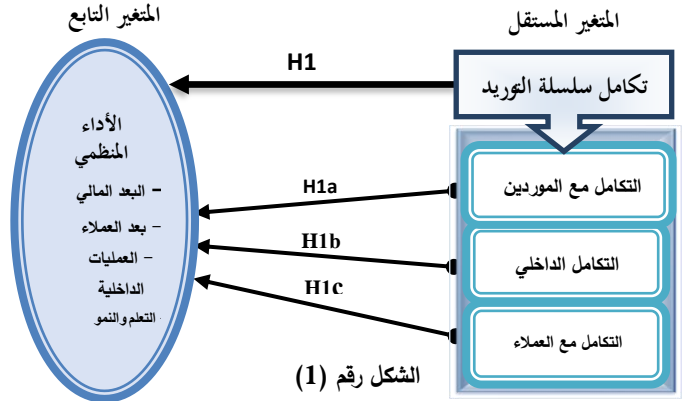 المتغير المستقل
المتغير التابع
H1
تكامل سلسلة التوريد
الأداء
المنظمي
– البعد المالي
– بعد العملاء
– العمليات
الداخلية
- التعلم والنمو
H1a
التكامل مع الموردين
H1b
التكامل الداخلي
H1c
التكامل مع العملاء
الشكل رقم (1)